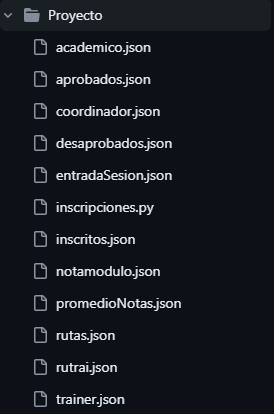 Proyecto
academico.json
aprobados.json
coordinador.json
desaprobados.json
entradaSesion.json
inscripciones.py
inscritos.json
notamodulo.json
promedioNotas.json
rutas.json
rutrai.json
trainer.json